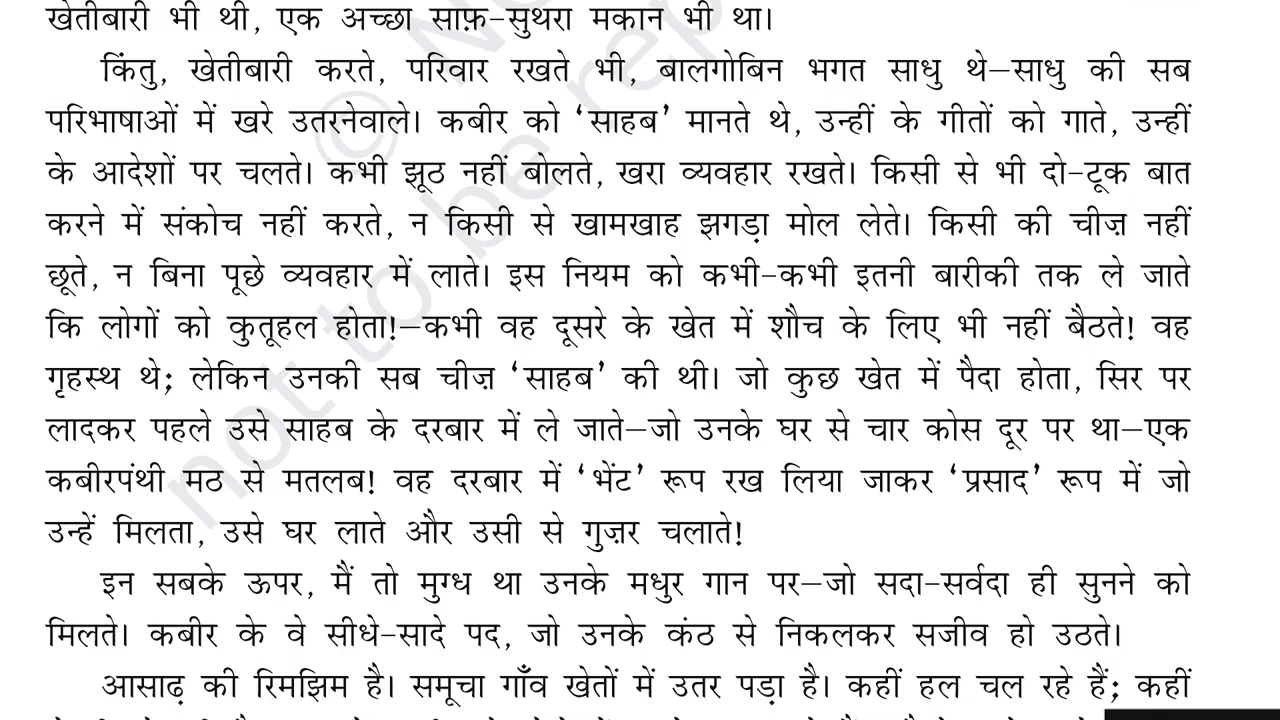 खेतीबारी भी थी, एक अच्छा साफ़-सुथरा मकान भी था।
किंतु, खेतीबारी करते, परिवार रखते भी, बालगोबिन भगत साधु थे—साधु की सब
परिभाषाओं में खरे उतरनेवाले। कबीर को ‘साहब’ मानते थे, उन्हीं के गीतों को गाते, उन्हीं
के आदेशों पर चलते। कभी झूठ नहीं बोलते, खरा व्यवहार रखते। किसी से भी दो-टूक बात
करने में संकोच नहीं करते, न किसी से खामखाह झगड़ा मोल लेते। किसी की चीज़ नहीं
छूते, न बिना पूछे व्यवहार में लाते। इस नियम को कभी-कभी इतनी बारीकी तक ले जाते
कि लोगों को कुतूहल होता!—कभी वह दूसरे के खेत में शौच के लिए भी नहीं बैठते! वह
गृहस्थ थे; लेकिन उनकी सब चीज़ ‘साहब’ की थी। जो कुछ खेत में पैदा होता, सिर पर
लादकर पहले उसे साहब के दरबार में ले जाते—जो उनके घर से चार कोस दूर पर था—एक
कबीरपंथी मठ से मतलब! वह दरबार में ‘भेंट’ रूप रख लिया जाकर ‘प्रसाद’ रूप में जो
उन्हें मिलता, उसे घर लाते और उसी से गुज़र चलाते!
इन सबके ऊपर, मैं तो मुग्ध था उनके मधुर गान पर—जो सदा-सर्वदा ही सुनने को
मिलते। कबीर के वे सीधे-सादे पद, जो उनके कंठ से निकलकर सजीव हो उठते।
आसाढ़ की रिमझिम है। समूचा गाँव खेतों में उतर पड़ा है। कहीं हल चल रहे हैं; कहीं
© N
not to be rep